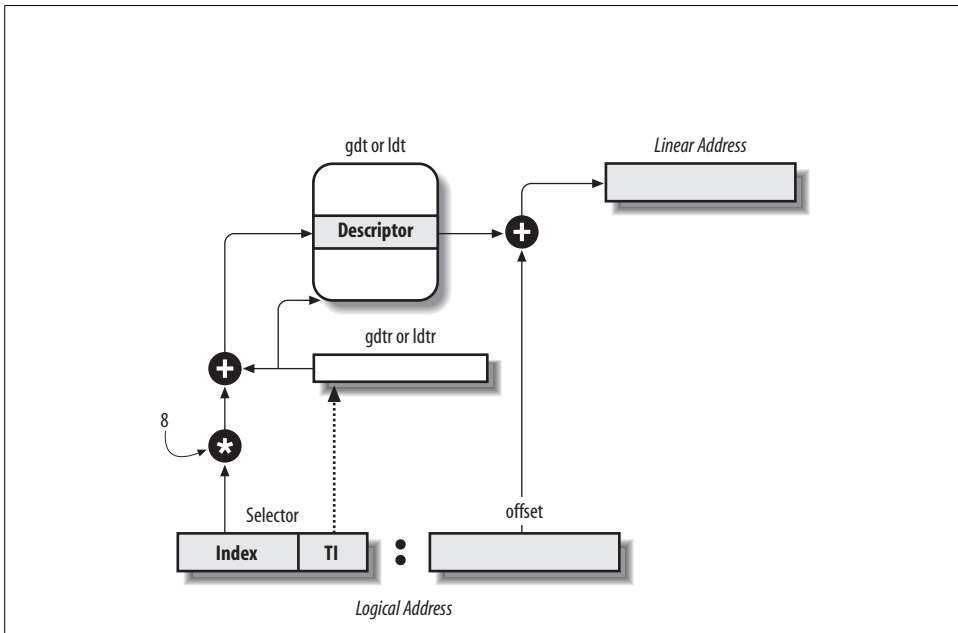 gdt or ldt
Linear Address
Descriptor
+
gdtr or ldtr
+
8
*
Selector
offset
Index
TI
:
Logical Address